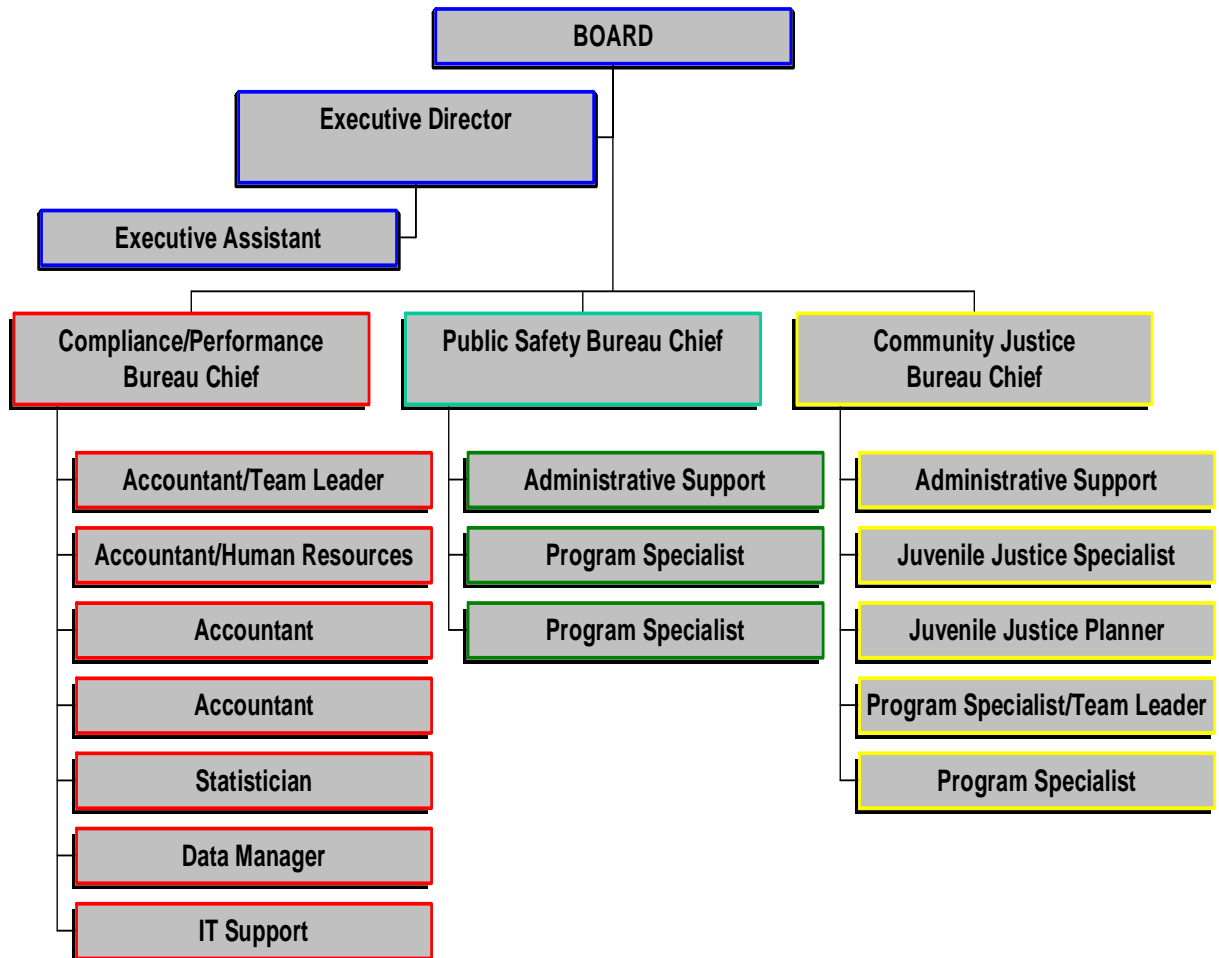 BOARD
Executive Director
Executive Assistant
Compliance/Performance
Bureau Chief
Public Safety Bureau Chief
Community Justice
Bureau Chief
Accountant/Team Leader
Accountant/Human Resources
Accountant
Accountant
Statistician
Data Manager
IT Support
Administrative Support
Program Specialist
Program Specialist
Administrative Support
Juvenile Justice Specialist
Juvenile Justice Planner
Program Specialist/Team Leader
Program Specialist